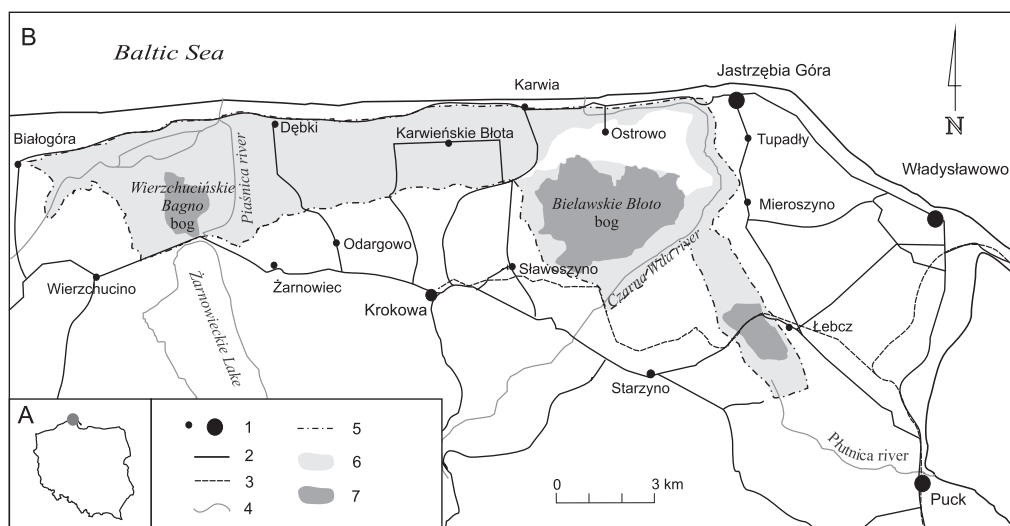 B
Baltic Sea
Białogóra
Dębki
Karwieńskie Błota
Karwia
Ostrowo
Jastrzębia Góra
Tupadły
Mieroszyno
Władysławowo
N
Wierzchucińskie
Bagno
bog
Piaśnica river
Bielawskie Błoto
bog
Czarna Wda river
Odargowo
Sławoszyno
Wierzchucino
Żarnowiec
Krokowa
Żarnowieckie Lake
Łebcz
Starzyno
Płutnica river
Puck
0 3 km
A
1
2
3
4
5
6
7